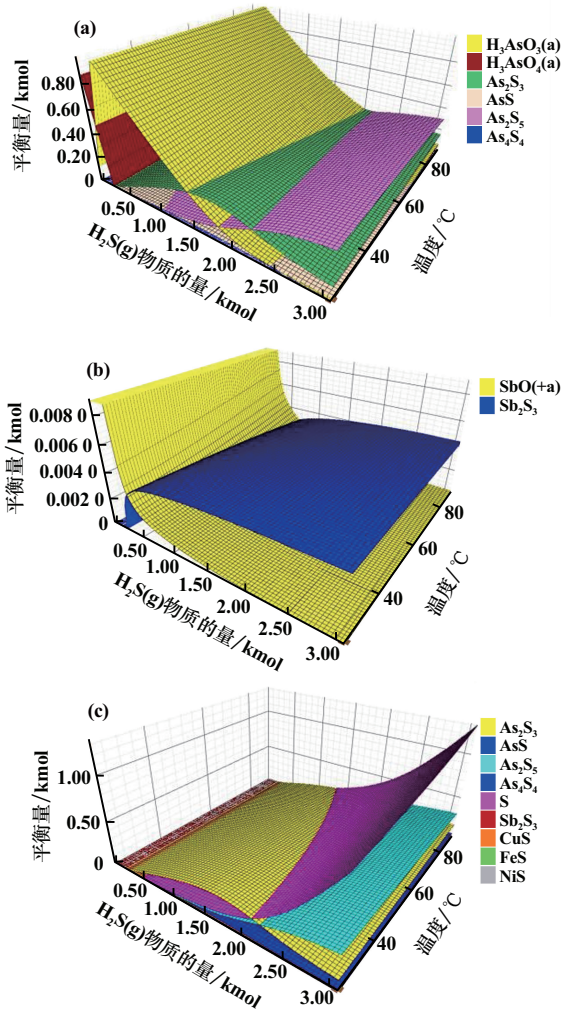 (a)
H₃AsO₃(a)
H₃AsO₄(a)
As₂S₃
AsS
As₂S₅
As₄S₄
平衡量/kmol
0.80
0.60
0.40
0.20
0
0.50
1.00
1.50
2.00
2.50
3.00
H₂S(g)物质的量/kmol
40
60
80
温度/℃
(b)
SbO(+a)
Sb₂S₃
平衡量/kmol
0.008 0
0.006 0
0.004 0
0.002 0
0
0.50
1.00
1.50
2.00
2.50
3.00
H₂S(g)物质的量/kmol
40
60
80
温度/℃
(c)
As₂S₃
AsS
As₂S₅
As₄S₄
S
Sb₂S₃
CuS
FeS
NiS
平衡量/kmol
1.00
0.50
0
0.50
1.00
1.50
2.00
2.50
3.00
H₂S(g)物质的量/kmol
40
60
80
温度/℃